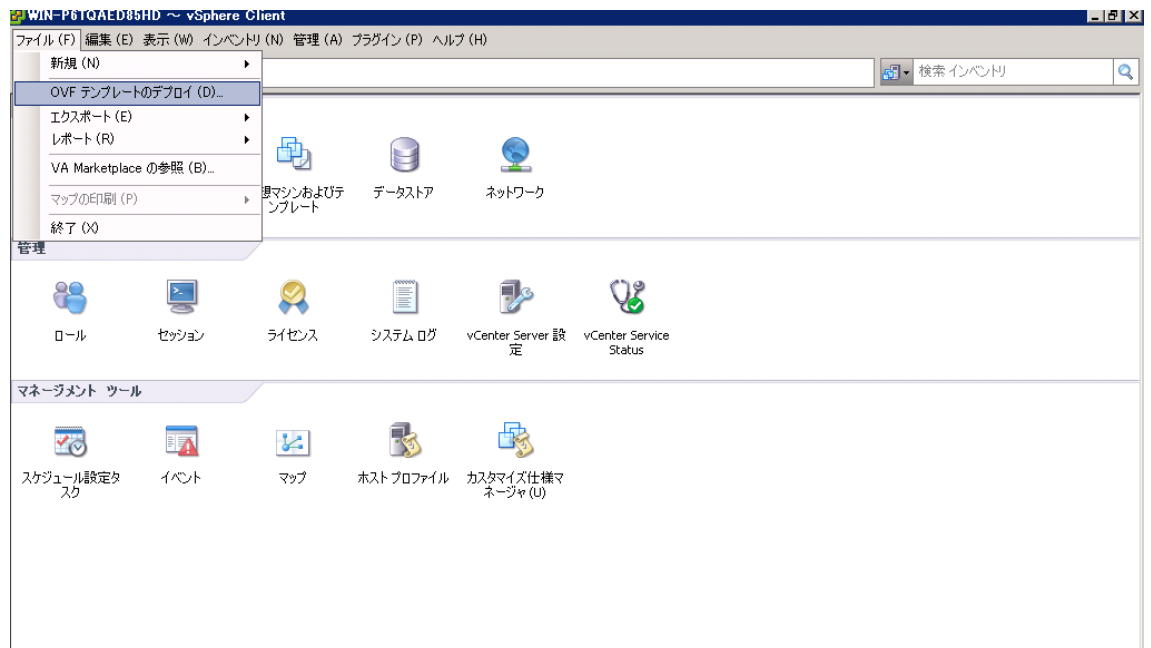 WIN-P6TQAED85HD ～ vSphere Client
ファイル (F) 編集 (E) 表示 (W) インベントリ (N) 管理 (A) プラグイン (P) ヘルプ (H)
新規 (N)
検索 インベントリ
OVF テンプレートのデプロイ (D)...
エクスポート (E)
レポート (R)
VA Marketplace の参照 (B)...
マップの印刷 (P)
終了 (X)
想マシンおよびテ
ンプレート
データストア
ネットワーク
管理
ロール
セッション
ライセンス
システム ログ
vCenter Server 設
定
vCenter Service
Status
マネージメント ツール
スケジュール設定タ
スク
イベント
マップ
ホスト プロファイル
カスタマイズ仕様マ
ネージャ (U)